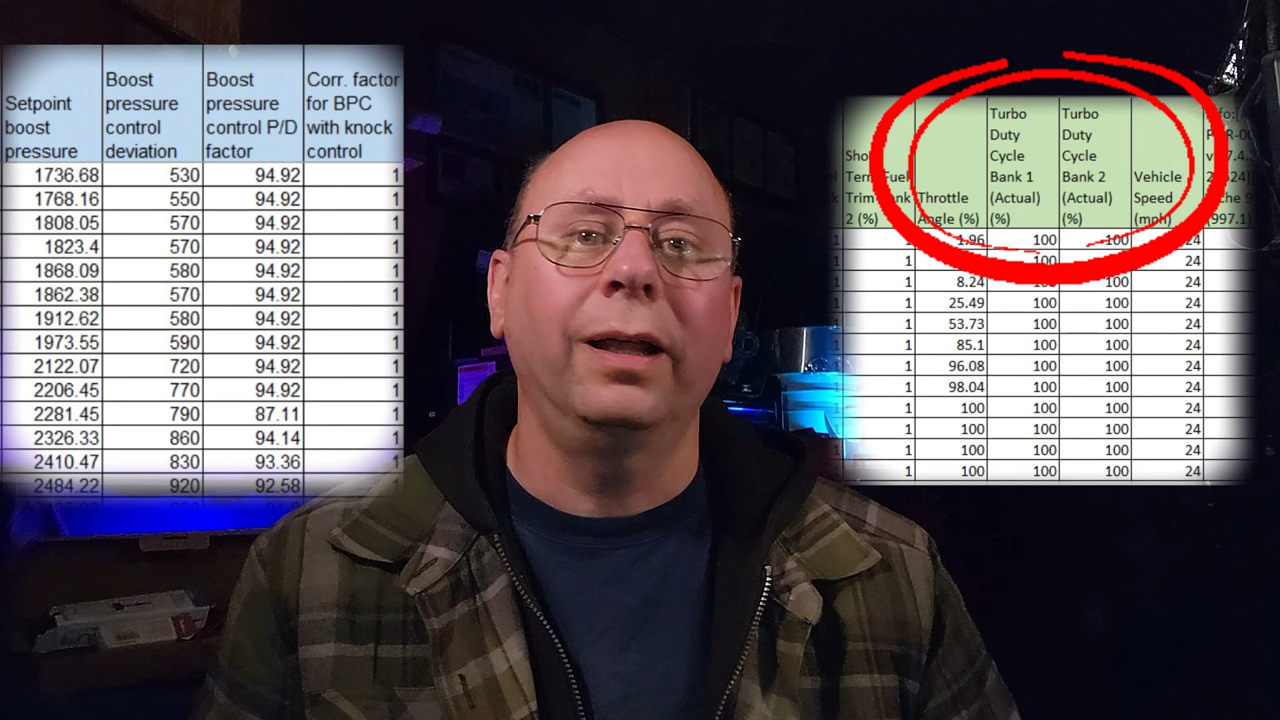 Setpoint boost pressure
Boost pressure control deviation
Boost pressure control P/D factor
Corr. factor for BPC with knock control
1736.68 530 94.92 1
1768.16 550 94.92 1
1808.05 570 94.92 1
1823.4 570 94.92 1
1868.09 580 94.92 1
1862.38 570 94.92 1
1912.62 580 94.92 1
1973.55 590 94.92 1
2122.07 720 94.92 1
2206.45 770 94.92 1
2281.45 790 87.11 1
2326.33 860 94.14 1
2410.47 830 93.36 1
2484.22 920 92.58 1
Trim 2 (%)
Throttle Angle (%)
Turbo Duty Cycle Bank 1 (Actual) (%)
Turbo Duty Cycle Bank 2 (Actual) (%)
Vehicle Speed (mph)
(997.1)
1 1.96 100 100 24
1 100 24
1 8.24 100 100 24
1 25.49 100 100 24
1 53.73 100 100 24
1 85.1 100 100 24
1 96.08 100 100 24
1 98.04 100 100 24
1 100 100 100 24
1 100 100 100 24
1 100 100 100 24
1 100 100 100 24